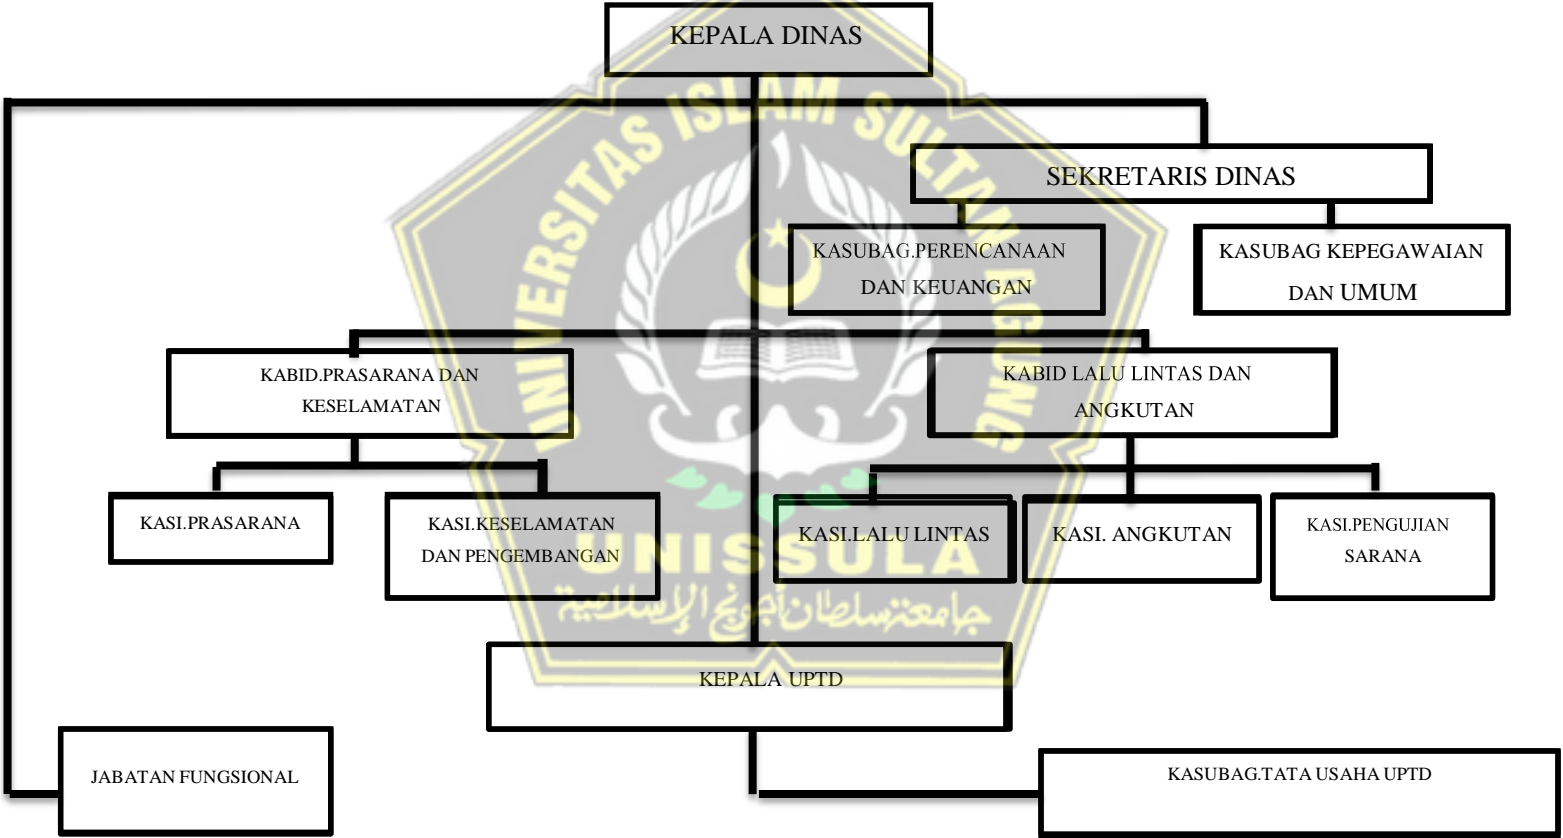 KEPALA DINAS
UNIVERSITAS ISLAM SULTAN AGUNG
SEKRETARIS DINAS
KASUBAG.PERENCANAAN
DAN KEUANGAN
KASUBAG KEPEGAWAIAN
DAN UMUM
KABID.PRASARANA DAN
KESELAMATAN
KABID LALU LINTAS DAN
ANGKUTAN
KASI.PRASARANA
KASI.KESELAMATAN
DAN PENGEMBANGAN
KASI.LALU LINTAS
KASI. ANGKUTAN
KASI.PENGUJIAN
SARANA
UNISSULA
جامعتنسلطان أجونج الإسلامية
KEPALA UPTD
JABATAN FUNGSIONAL
KASUBAG.TATA USAHA UPTD